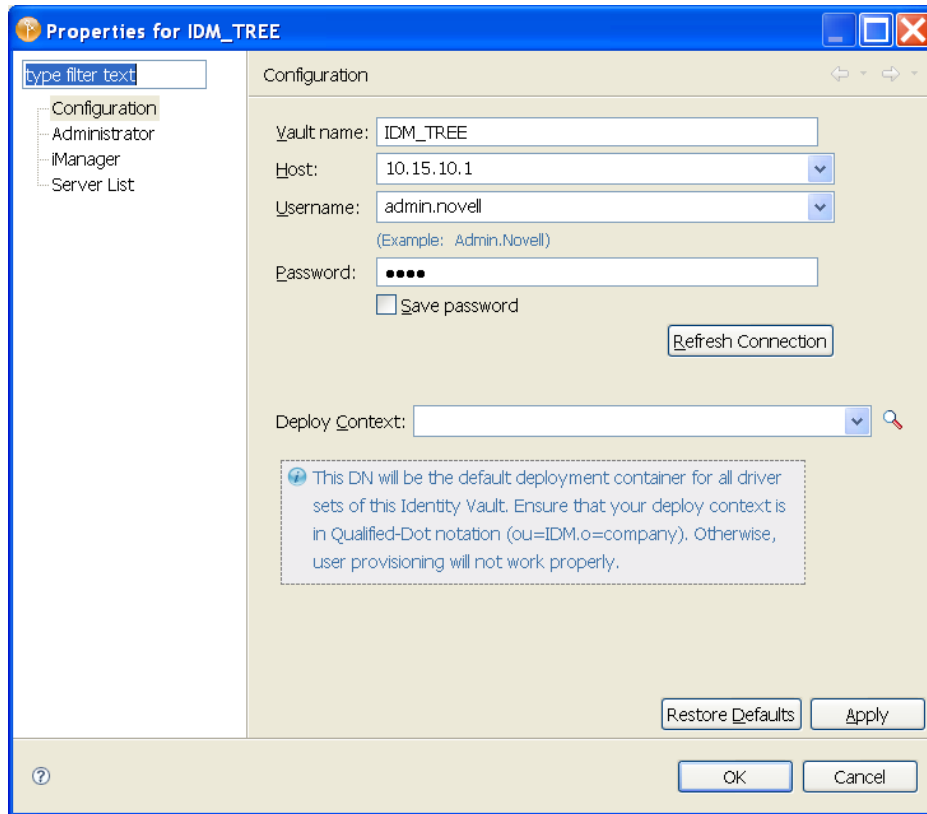 Properties for IDM_TREE
type filter text
Configuration
Administrator
iManager
Server List
Configuration
Vault name: IDM_TREE
Host: 10.15.10.1
Username: admin.novell
(Example: Admin.Novell)
Password: ●●●●
Save password
Refresh Connection
Deploy Context:
This DN will be the default deployment container for all driver
sets of this Identity Vault. Ensure that your deploy context is
in Qualified-Dot notation (ou=IDM.o=company). Otherwise,
user provisioning will not work properly.
Restore Defaults Apply
OK Cancel